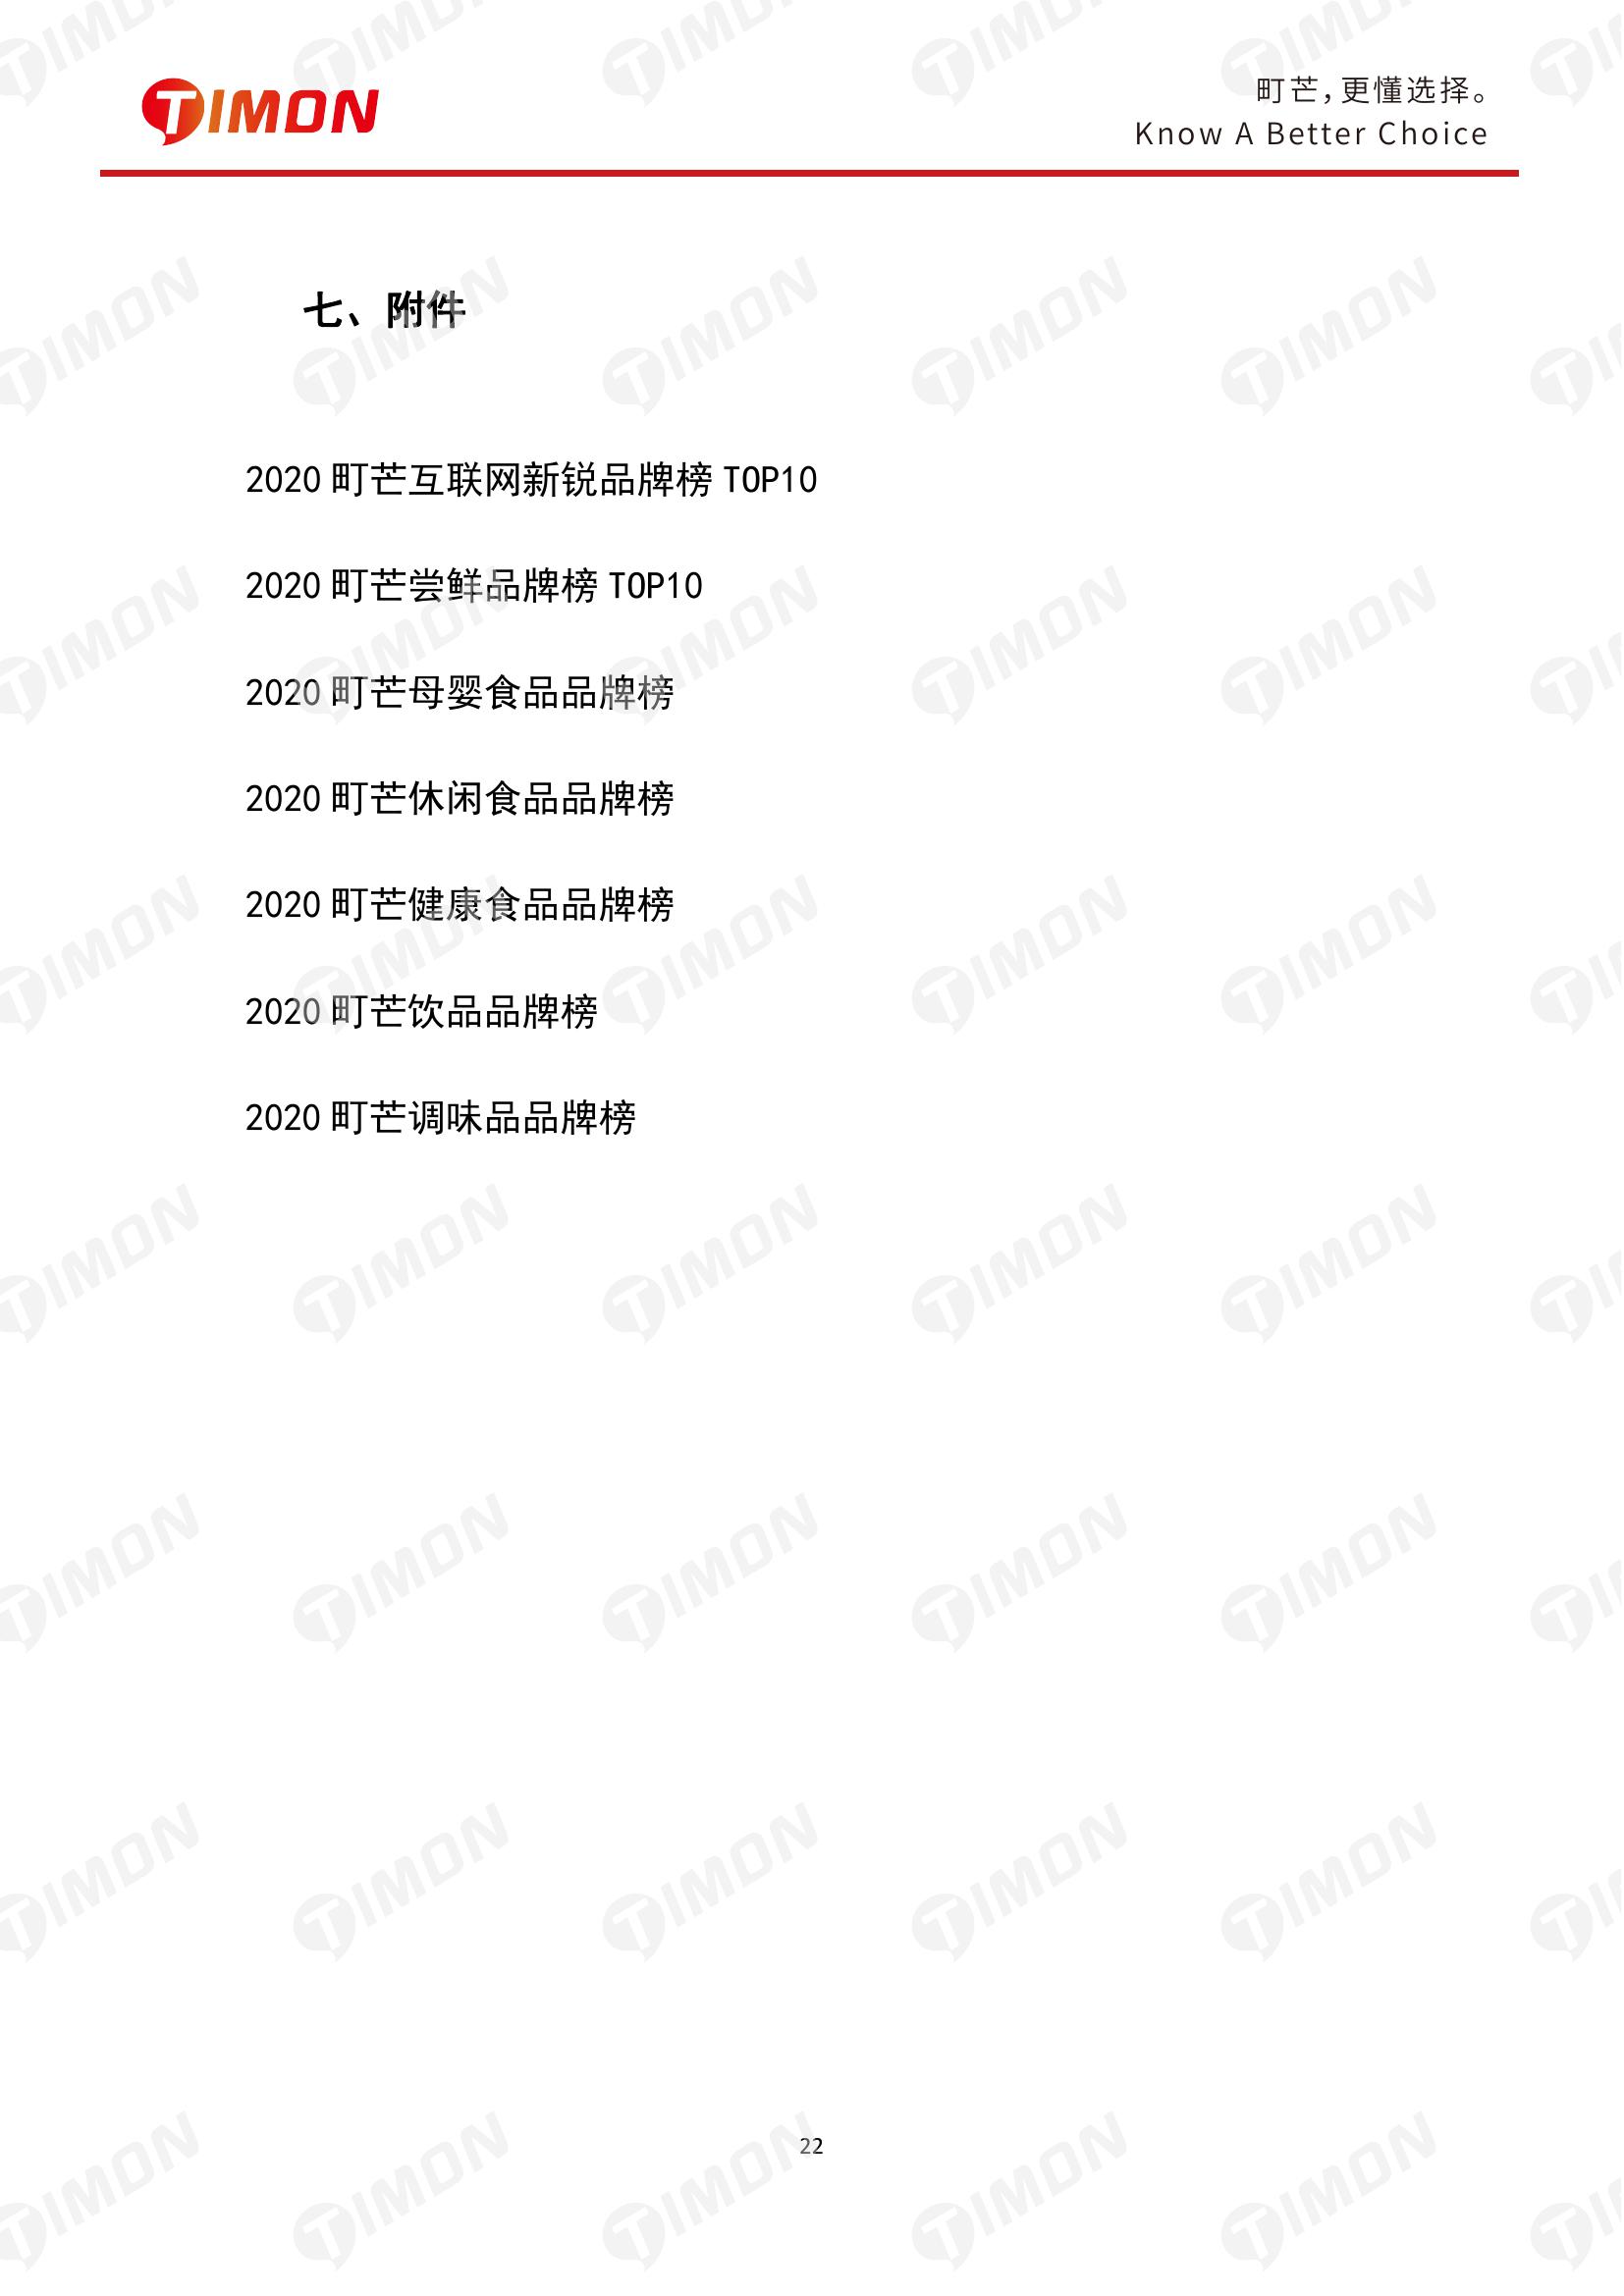 TIMON
町芒，更懂选择。
Know A Better Choice
七、附件
2020 町芒互联网新锐品牌榜 TOP10
2020 町芒尝鲜品牌榜 TOP10
2020 町芒母婴食品品牌榜
2020 町芒休闲食品品牌榜
2020 町芒健康食品品牌榜
2020 町芒饮品品牌榜
2020 町芒调味品品牌榜
22